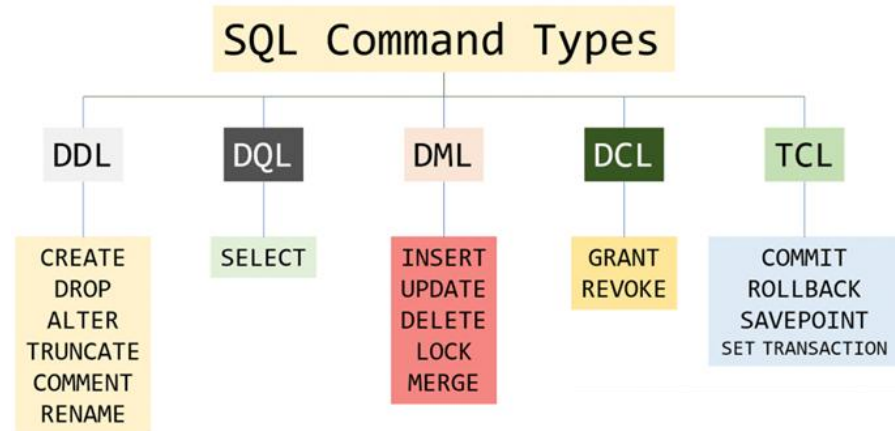 SQL Command Types
DDL
DQL
DML
DCL
TCL
CREATE
DROP
ALTER
TRUNCATE
COMMENT
RENAME
SELECT
INSERT
UPDATE
DELETE
LOCK
MERGE
GRANT
REVOKE
COMMIT
ROLLBACK
SAVEPOINT
SET TRANSACTION